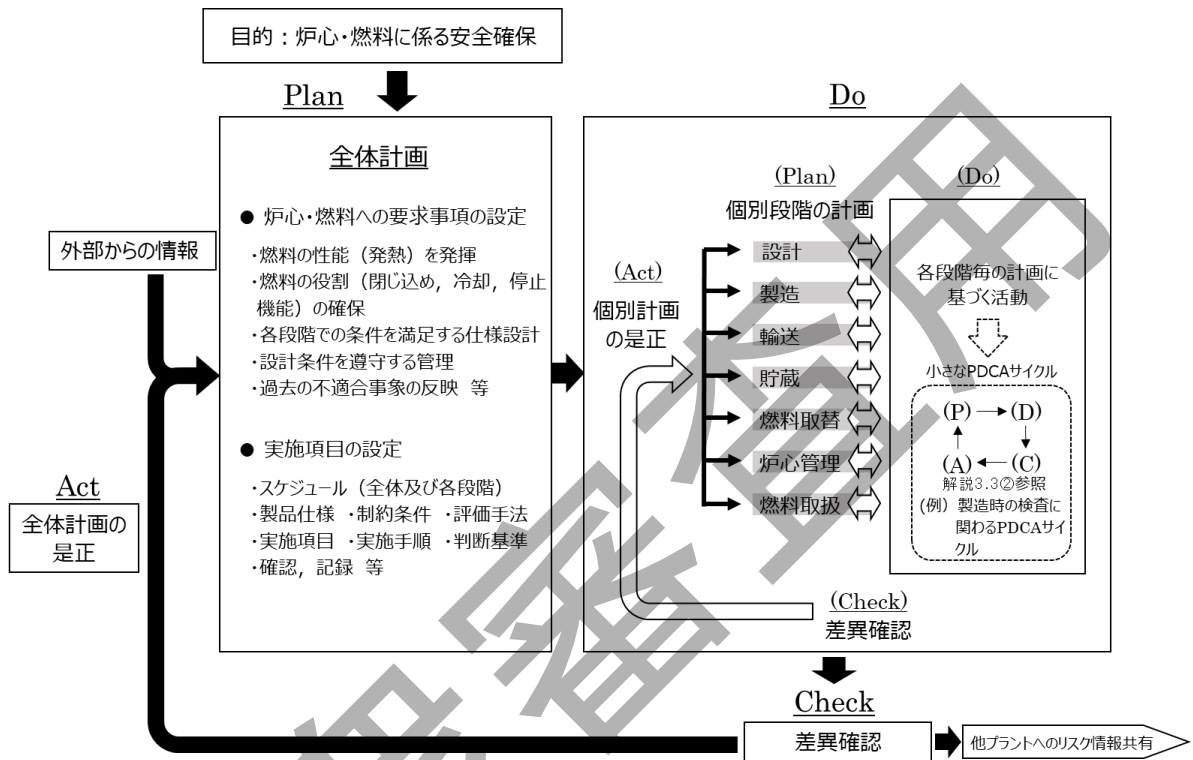 目的：炉心・燃料に係る安全確保
Plan
全体計画
● 炉心・燃料への要求事項の設定
・燃料の性能（発熱）を発揮
・燃料の役割（閉じ込め，冷却，停止
機能）の確保
・各段階での条件を満足する仕様設計
・設計条件を遵守する管理
・過去の不適合事象の反映 等
● 実施項目の設定
・スケジュール（全体及び各段階）
・製品仕様 ・制約条件 ・評価手法
・実施項目 ・実施手順 ・判断基準
・確認，記録 等
外部からの情報
Act
全体計画の
是正
Do
(Plan)
個別段階の計画
設計
製造
輸送
貯蔵
燃料取替
炉心管理
燃料取扱
(Act)
個別計画
の是正
(Do)
各段階毎の計画に
基づく活動
小さなPDCAサイクル
(P) (D)
(A) (C)
解説3.3②参照
(例）製造時の検査に
関わるPDCAサイ
クル
(Check)
差異確認
Check
差異確認
他プラントへのリスク情報共有
審査用